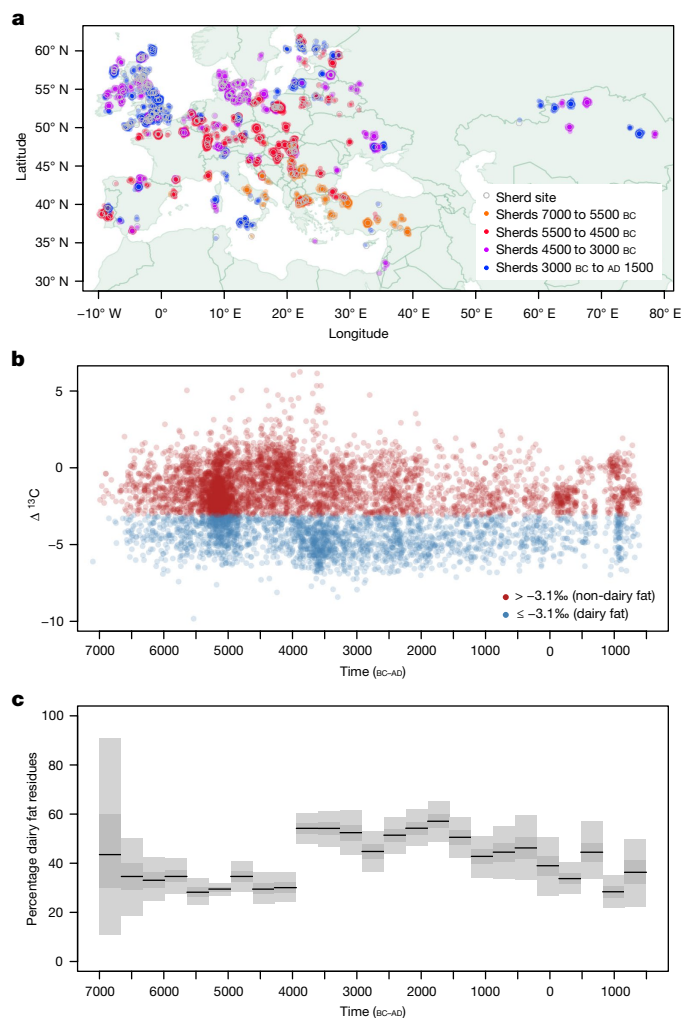 a
60° N
55° N
50° N
45° N
40° N
35° N
30° N
Latitude
Sherd site
Sherds 7000 to 5500 BC
Sherds 5500 to 4500 BC
Sherds 4500 to 3000 BC
Sherds 3000 BC to AD 1500
−10° W 0° 10° E 20° E 30° E 40° E 50° E 60° E 70° E 80° E
Longitude
b
5
0
−5
−10
Δ 13C
> −3.1‰ (non-dairy fat)
≤ −3.1‰ (dairy fat)
7000 6000 5000 4000 3000 2000 1000 0 1000
Time (BC–AD)
c
100
80
60
40
20
0
Percentage dairy fat residues
7000 6000 5000 4000 3000 2000 1000 0 1000
Time (BC–AD)